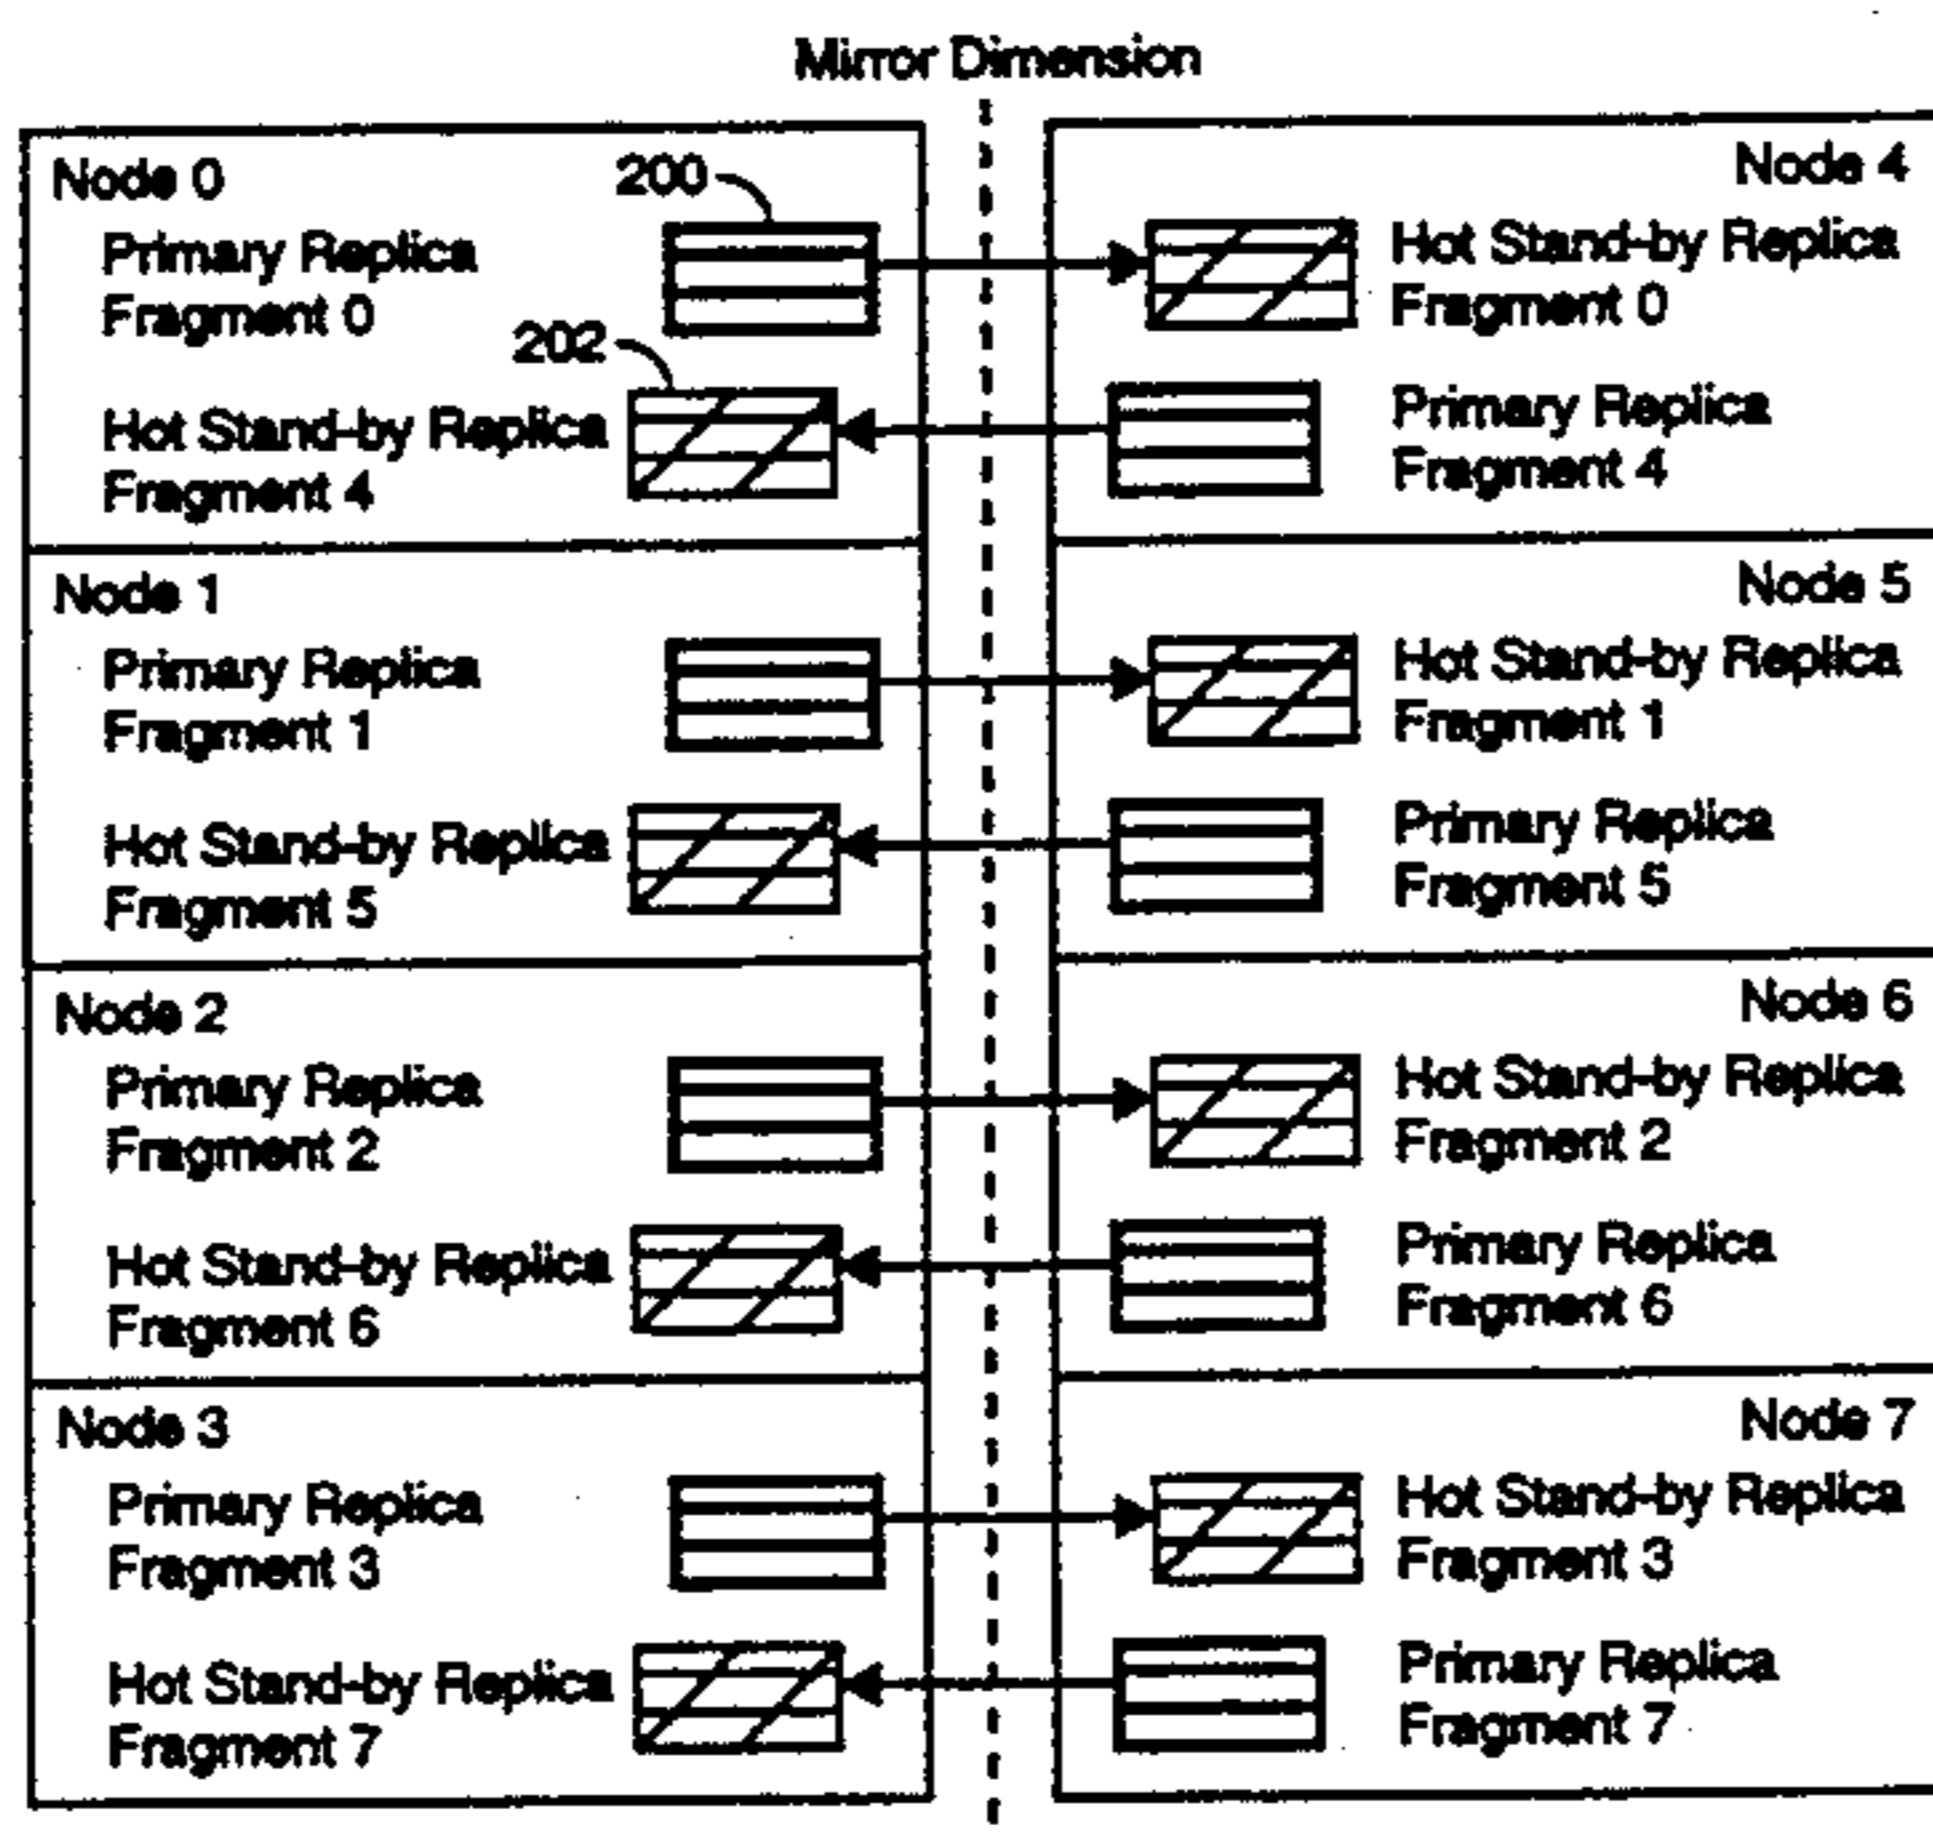 Mirror Dimension
Node 0
200
Primary Replica
Fragment 0
202
Hot Stand-by Replica
Fragment 4
Node 4
Hot Stand-by Replica
Fragment 0
Primary Replica
Fragment 4
Node 1
Primary Replica
Fragment 1
Hot Stand-by Replica
Fragment 5
Node 5
Hot Stand-by Replica
Fragment 1
Primary Replica
Fragment 5
Node 2
Primary Replica
Fragment 2
Hot Stand-by Replica
Fragment 6
Node 6
Hot Stand-by Replica
Fragment 2
Primary Replica
Fragment 6
Node 3
Primary Replica
Fragment 3
Hot Stand-by Replica
Fragment 7
Node 7
Hot Stand-by Replica
Fragment 3
Primary Replica
Fragment 7